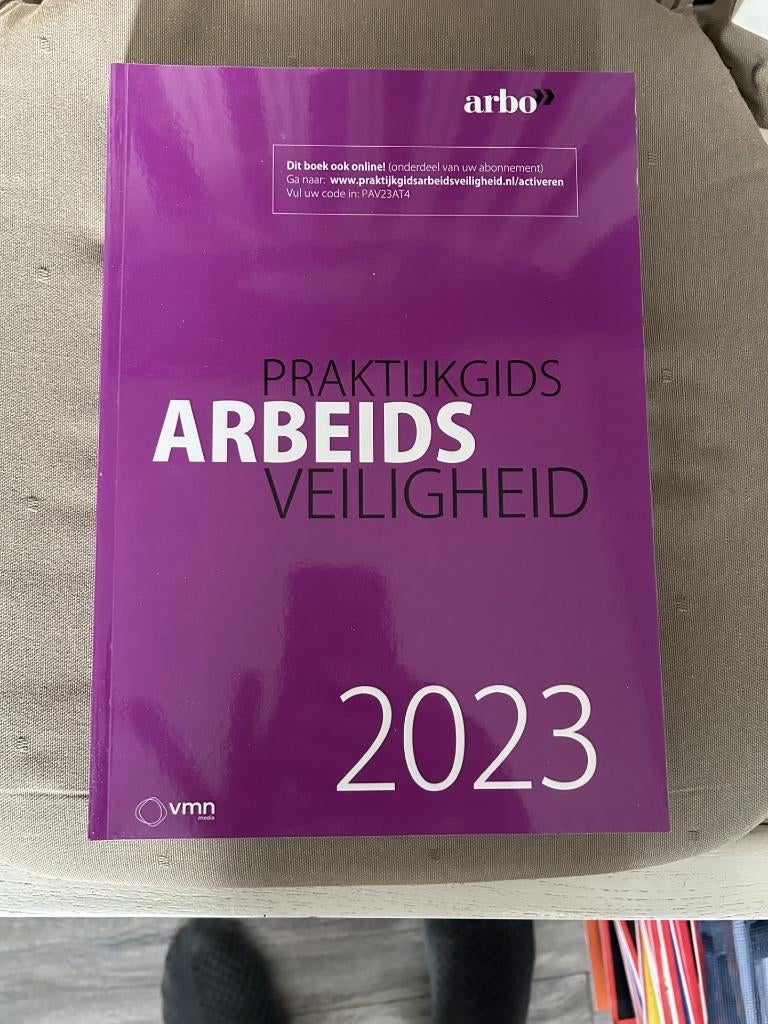 arbo
Dit boek ook online! (onderdeel van uw abonnement)
Ga naar: www.praktijkgidsarbeidsveiligheid.nl/activeren
Vul uw code in: PAV23AT4
PRAKTIJKGIDS
ARBEIDS
VEILIGHEID
2023
vmn
media